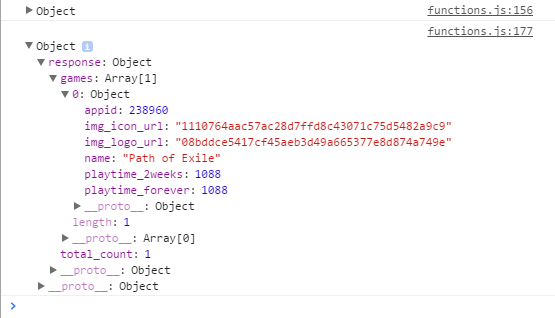 Object functions.js:156
functions.js:177
Object i
response: Object
games: Array[1]
0: Object
appid: 238960
img_icon_url: "1110764aac57ac28d7ffd8c43071c75d5482a9c9"
img_logo_url: "08bddce5417cf45aeb3d49a665377e8d874a749e"
name: "Path of Exile"
playtime_2weeks: 1088
playtime_forever: 1088
__proto__: Object
length: 1
__proto__: Array[0]
total_count: 1
__proto__: Object
__proto__: Object